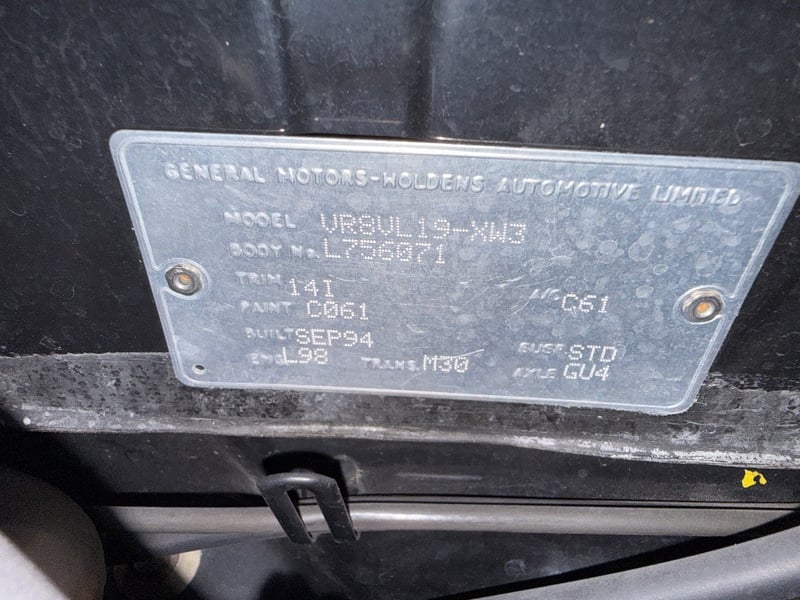 GENERAL MOTORS-HOLDENS AUTOMOTIVE LIMITED
MODEL VR8VL19-XW3
BODY No. L756071
TRIM 14I
PAINT C061 A/C C61
BUILT SEP94 SUSP STD
ENG L98 TRANS. M30 AXLE GU4